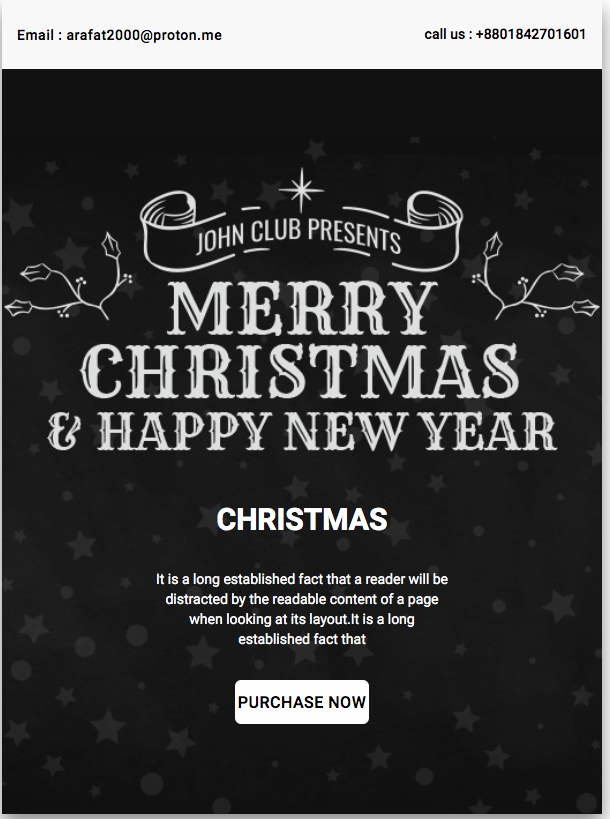 Email : arafat2000@proton.me
call us : +8801842701601
JOHN CLUB PRESENTS
MERRY
CHRISTMAS
& HAPPY NEW YEAR
CHRISTMAS
It is a long established fact that a reader will be
distracted by the readable content of a page
when looking at its layout.It is a long
established fact that
PURCHASE NOW